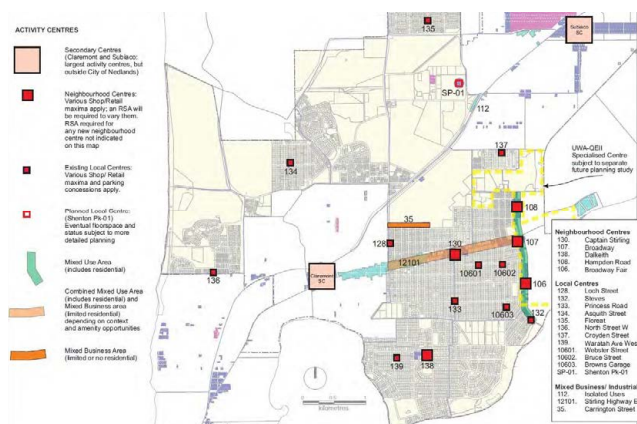 ACTIVITY CENTRES
Secondary Centres
(Claremont and Subiaco:
largest activity centres, but
outside City of Nedlands)
Neighbourhood Centres:
Various Shop/Retail
maxima apply; an RSA will
be required to vary them.
RSA required for
any new neighbourhood
centre not indicated
on this map
Existing Local Centres:
Various Shop/ Retail
maxima and parking
concessions apply.
Planned Local Centre:
(Shenton Pk-01)
Eventual floorspace and
status subject to more
detailed planning
Mixed Use Area
(includes residential)
Combined Mixed Use Area
(includes residential) and
Mixed Business area
(limited residential)
depending on context
and amenity opportunities
Mixed Business Area
(limited or no residential)
135
Subiaco
SC
SP-01
112
137
UWA-QEII
Specialised Centre
subject to separate
future planning study
134
108
35
128
130
107
12101
10601
10602
136
Claremont
SC
106
133
10603
132
139
138
kilometres
Neighbourhood Centres
130. Captain Stirling
107. Broadway
138. Dalkeith
108. Hampden Road
106. Broadway Fair
Local Centres
128. Loch Street
132. Steves
133. Princess Road
134. Asquith Street
135. Floreat
136. North Street W
137. Croyden Street
139. Waratah Ave Wes
10601. Webster Street
10602. Bruce Street
10603. Browns Garage
SP-01. Shenton Pk-01
Mixed Business/ Industrial
112. Isolated Uses
12101. Stirling Highway E
35. Carrington Street